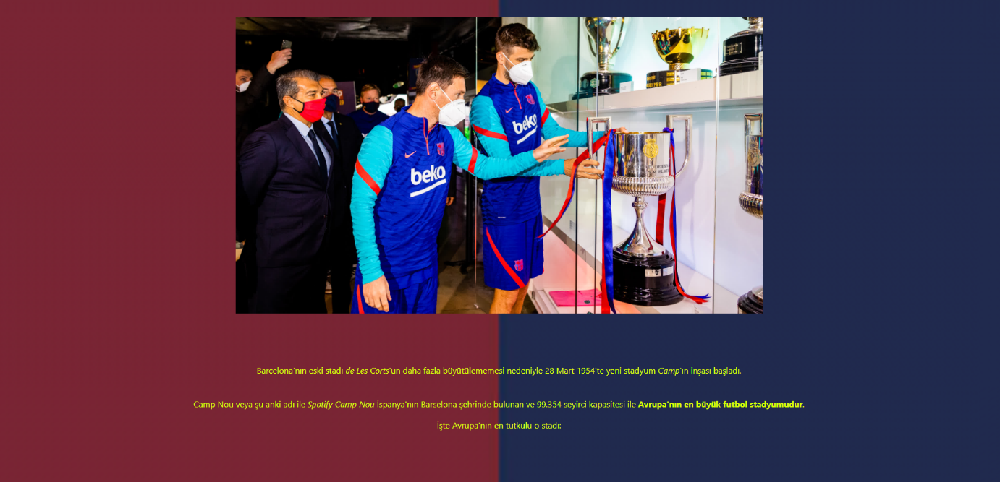 beko
beko
Barcelona'nın eski stadı de Les Corts'un daha fazla büyütülememesi nedeniyle 28 Mart 1954'te yeni stadyum Camp'ın inşası başladı.
Camp Nou veya şu anki adı ile Spotify Camp Nou İspanya'nın Barselona şehrinde bulunan ve 99.354 seyirci kapasitesi ile Avrupa'nın en büyük futbol stadyumudur.
İşte Avrupa'nın en tutkulu o stadı: